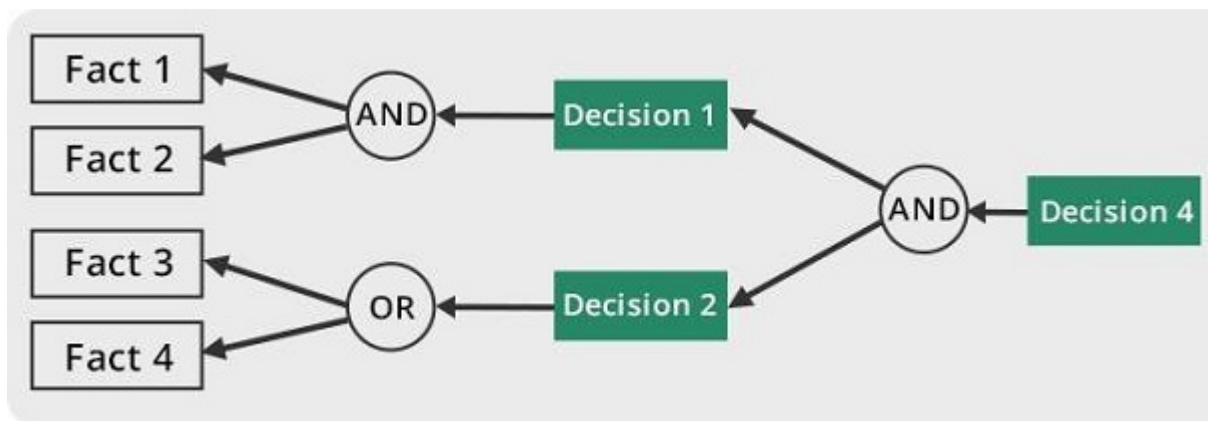 Fact 1
Fact 2
AND
Decision 1
Fact 3
Fact 4
OR
Decision 2
AND
Decision 4